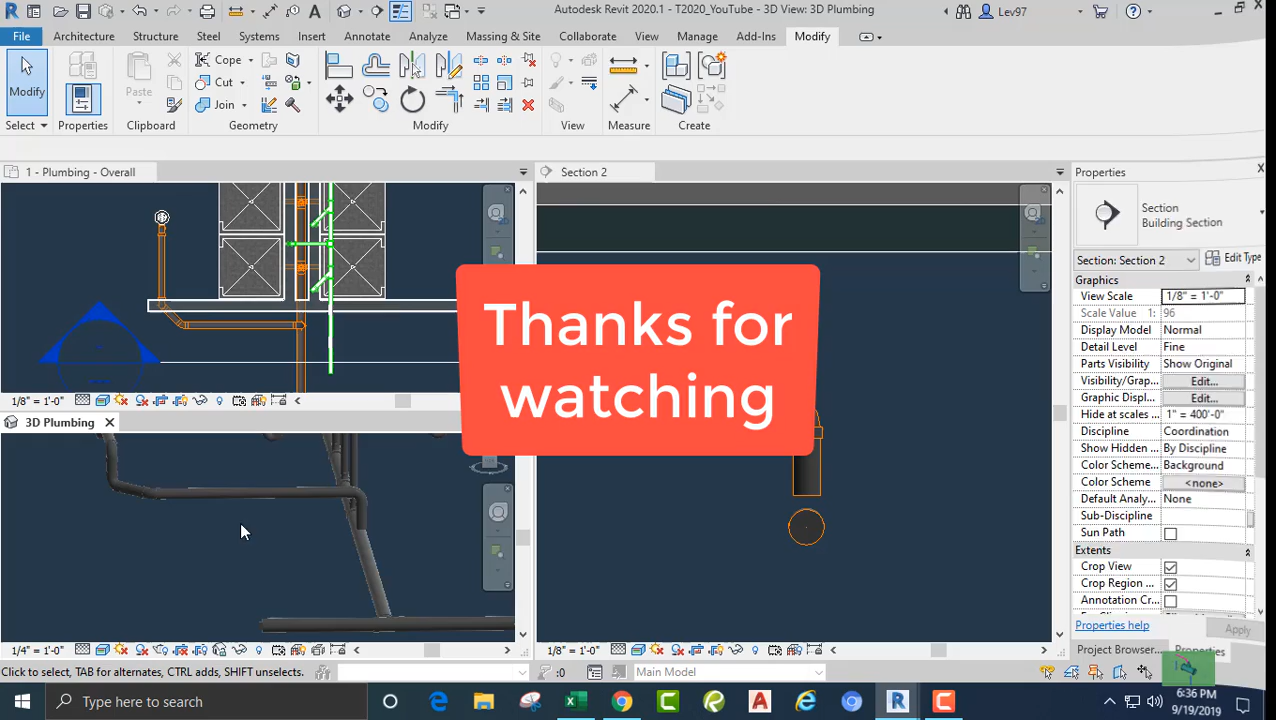 Autodesk Revit 2020.1 - T2020_YouTube - 3D View: 3D Plumbing
Lev97
File
Architecture
Structure
Steel
Systems
Insert
Annotate
Analyze
Massing & Site
Collaborate
View
Manage
Add-Ins
Modify
Modify
Select
Properties
Paste
Clipboard
Cope
Cut
Join
Geometry
Modify
View
Measure
Create
1 - Plumbing - Overall
Section 2
Properties
Section
Building Section
Section: Section 2
Edit Type
Graphics
View Scale 1/8" = 1'-0"
Scale Value 1: 96
Display Model Normal
Detail Level Fine
Parts Visibility Show Original
Visibility/Grap... Edit...
Graphic Displ... Edit...
Hide at scales ... 1" = 400'-0"
Discipline Coordination
Show Hidden ... By Discipline
Color Scheme... Background
Color Scheme <none>
Default Analy... None
Sub-Discipline
Sun Path
Extents
Crop View
Crop Region ...
Annotation Cr...
Properties help
Apply
Project Browser...
Properties
Thanks for
watching
1/8" = 1'-0"
3D Plumbing
1/4" = 1'-0"
1/8" = 1'-0"
Click to select, TAB for alternates, CTRL adds, SHIFT unselects.
:0
Main Model
Type here to search
6:36 PM
9/19/2019